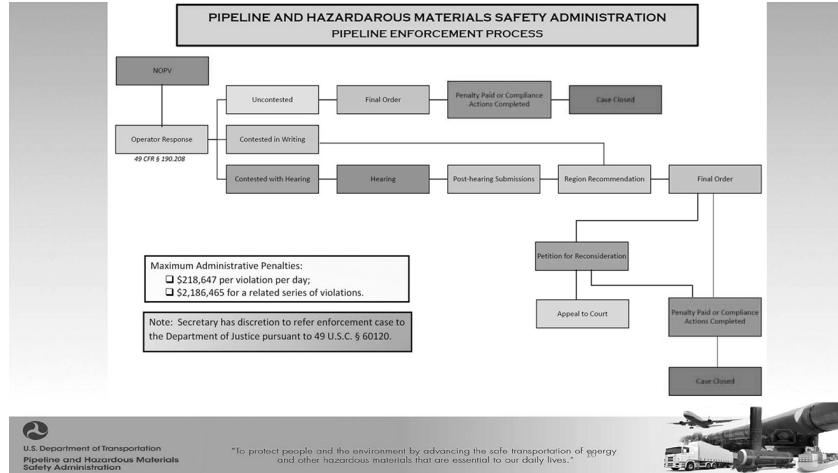 PIPELINE AND HAZARDAROUS MATERIALS SAFETY ADMINISTRATION
PIPELINE ENFORCEMENT PROCESS
NOPV
Uncontested
Final Order
Penalty Paid or Compliance
Actions Completed
Case Closed
Operator Response
49 CFR § 190.208
Contested in Writing
Contested with Hearing
Hearing
Post-hearing Submissions
Region Recommendation
Final Order
Petition for Reconsideration
Appeal to Court
Penalty Paid or Compliance
Actions Completed
Case Closed
Maximum Administrative Penalties:
❑ $218,647 per violation per day;
❑ $2,186,465 for a related series of violations.
Note: Secretary has discretion to refer enforcement case to
the Department of Justice pursuant to 49 U.S.C. § 60120.
U.S. Department of Transportation
Pipeline and Hazardous Materials
Safety Administration
"To protect people and the environment by advancing the safe transportation of energy
and other hazardous materials that are essential to our daily lives."